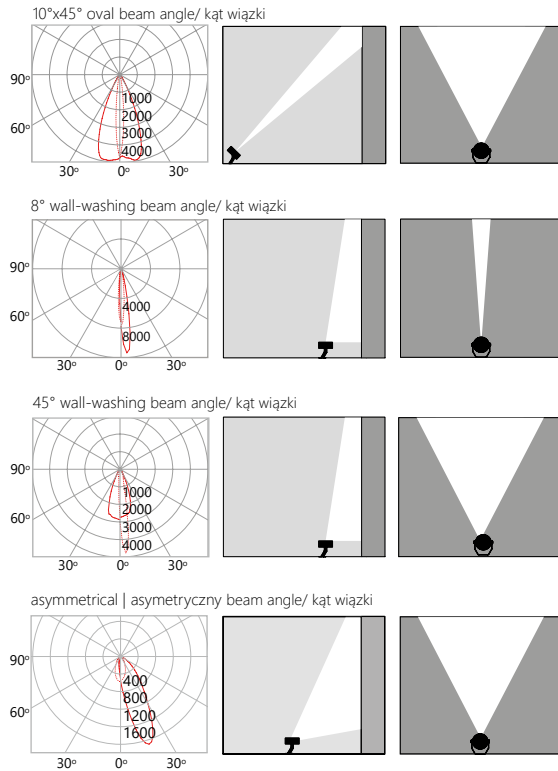 10°x45° oval beam angle/ kąt wiązki
90°
1000
2000
60°
3000
4000
30° 0° 30°
8° wall-washing beam angle/ kąt wiązki
90°
4000
60°
8000
30° 0° 30°
45° wall-washing beam angle/ kąt wiązki
90°
1000
2000
60°
3000
4000
30° 0° 30°
asymmetrical | asymetryczny beam angle/ kąt wiązki
90°
400
800
60°
1200
1600
30° 0° 30°